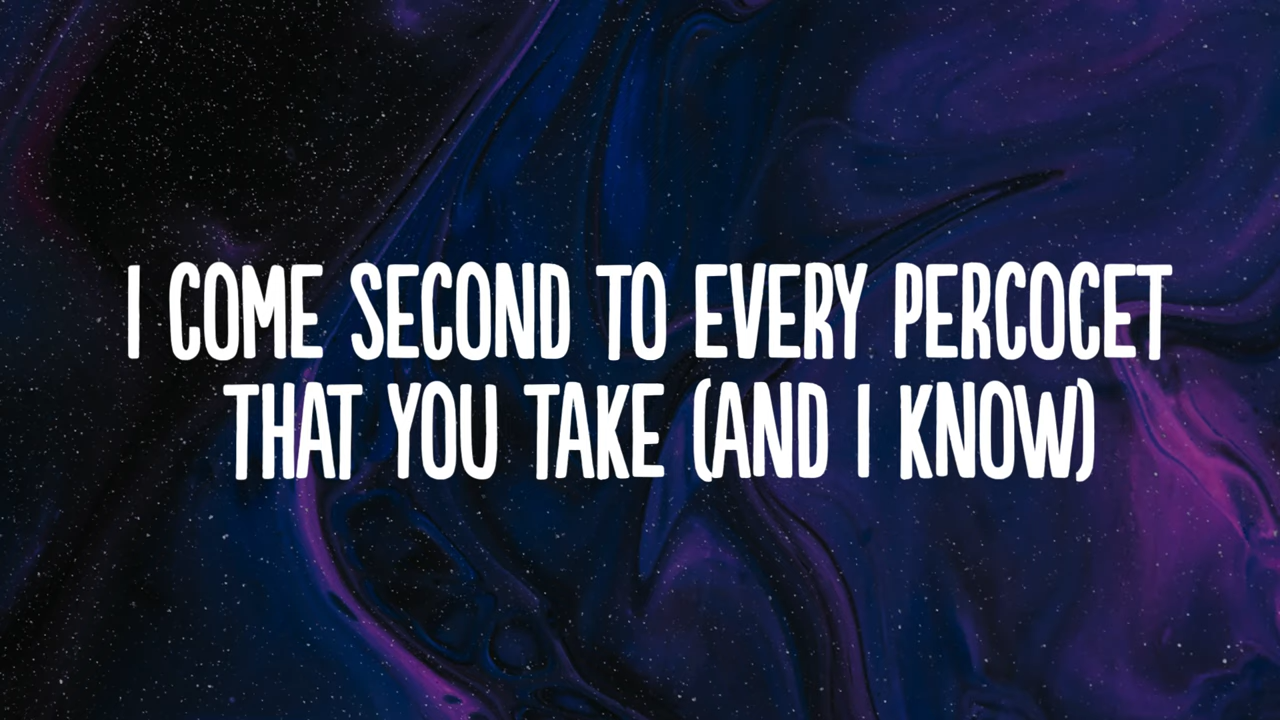 I COME SECOND TO EVERY PERCOCET
THAT YOU TAKE (AND I KNOW)